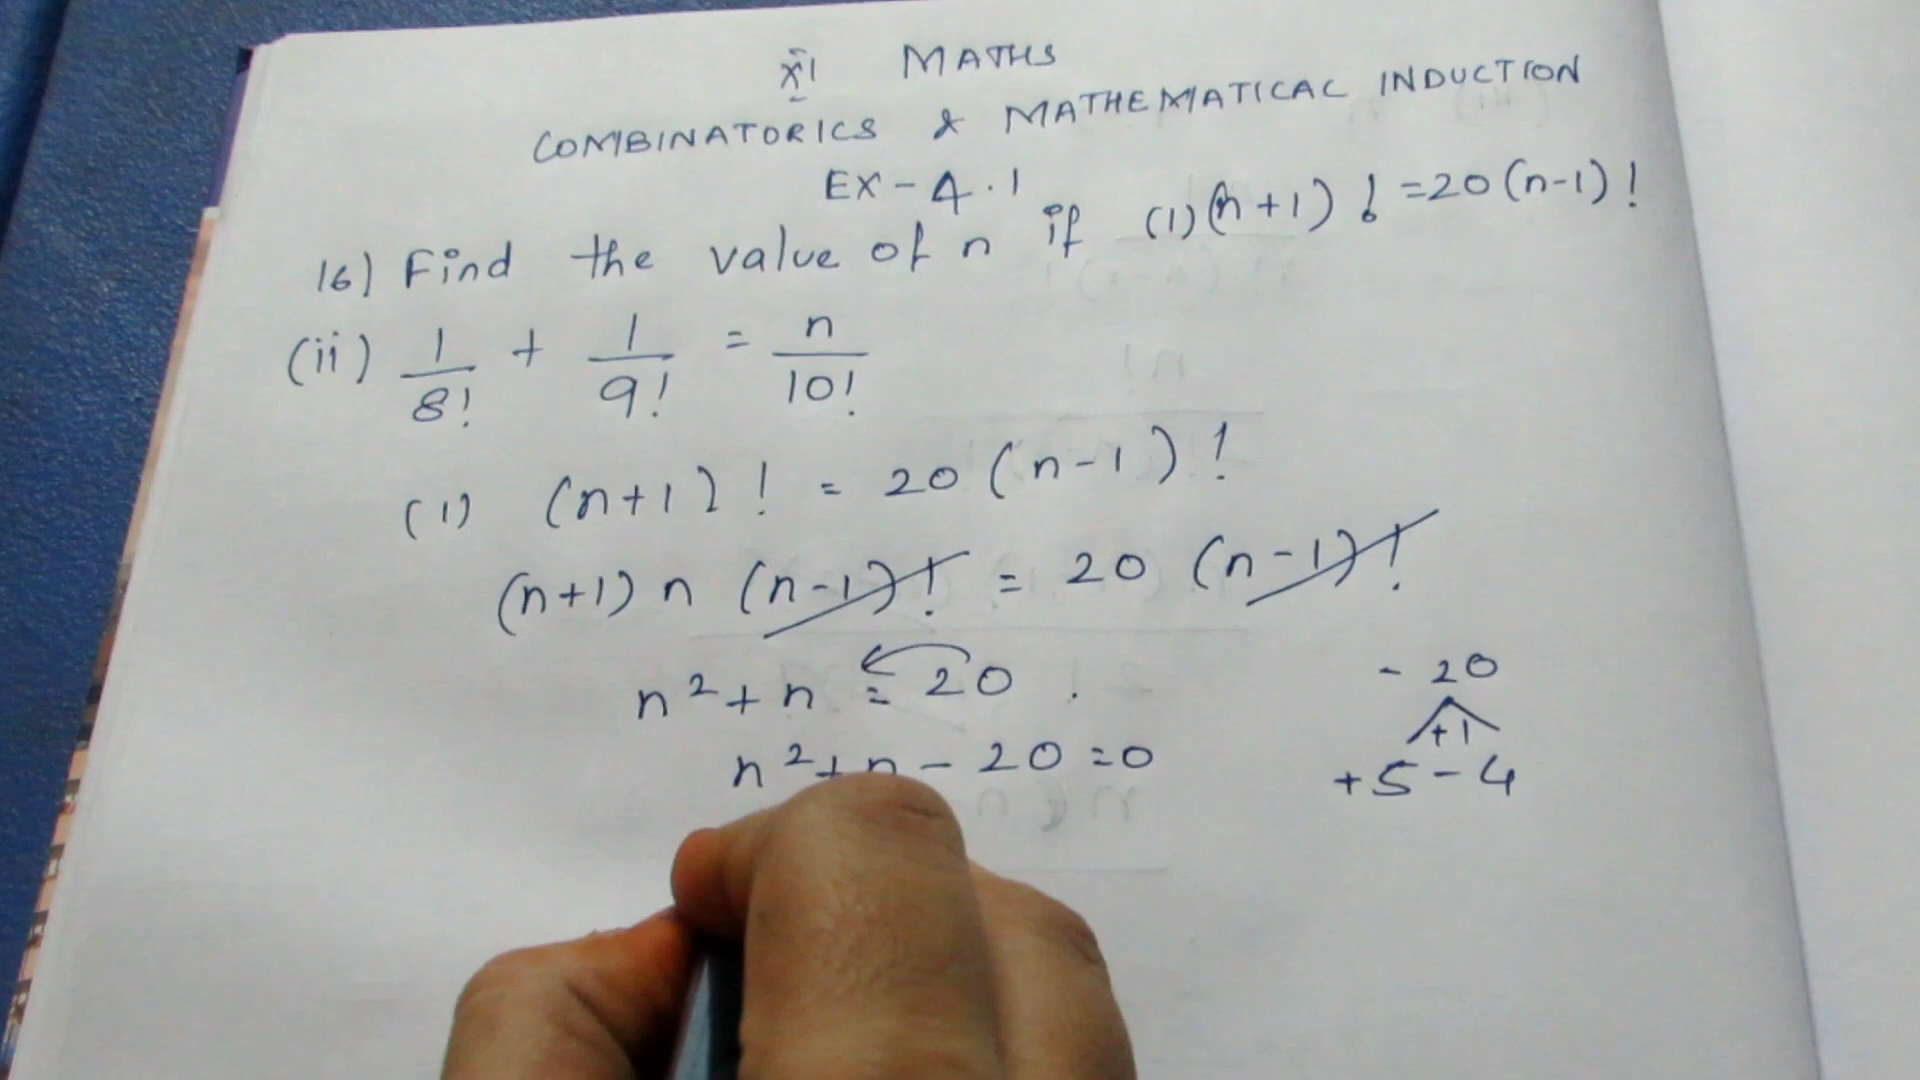 XI MATHS
COMBINATORICS & MATHEMATICAL INDUCTION
EX - 4.1
16) Find the value of n if (1) (n+1)! = 20(n-1)!
(ii) 1/8! + 1/9! = n/10!
(1) (n+1)! = 20 (n-1)!
(n+1) n (n-1)! = 20 (n-1)!
n² + n = 20 .
n² + n - 20 = 0
- 20
+1
+5 - 4